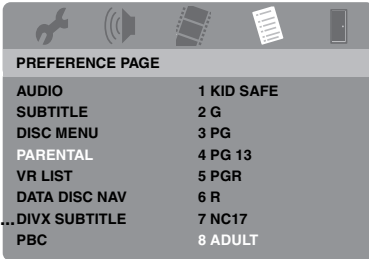 PREFERENCE PAGE
AUDIO 1 KID SAFE
SUBTITLE 2 G
DISC MENU 3 PG
PARENTAL 4 PG 13
VR LIST 5 PGR
DATA DISC NAV 6 R
...DIVX SUBTITLE 7 NC17
PBC 8 ADULT